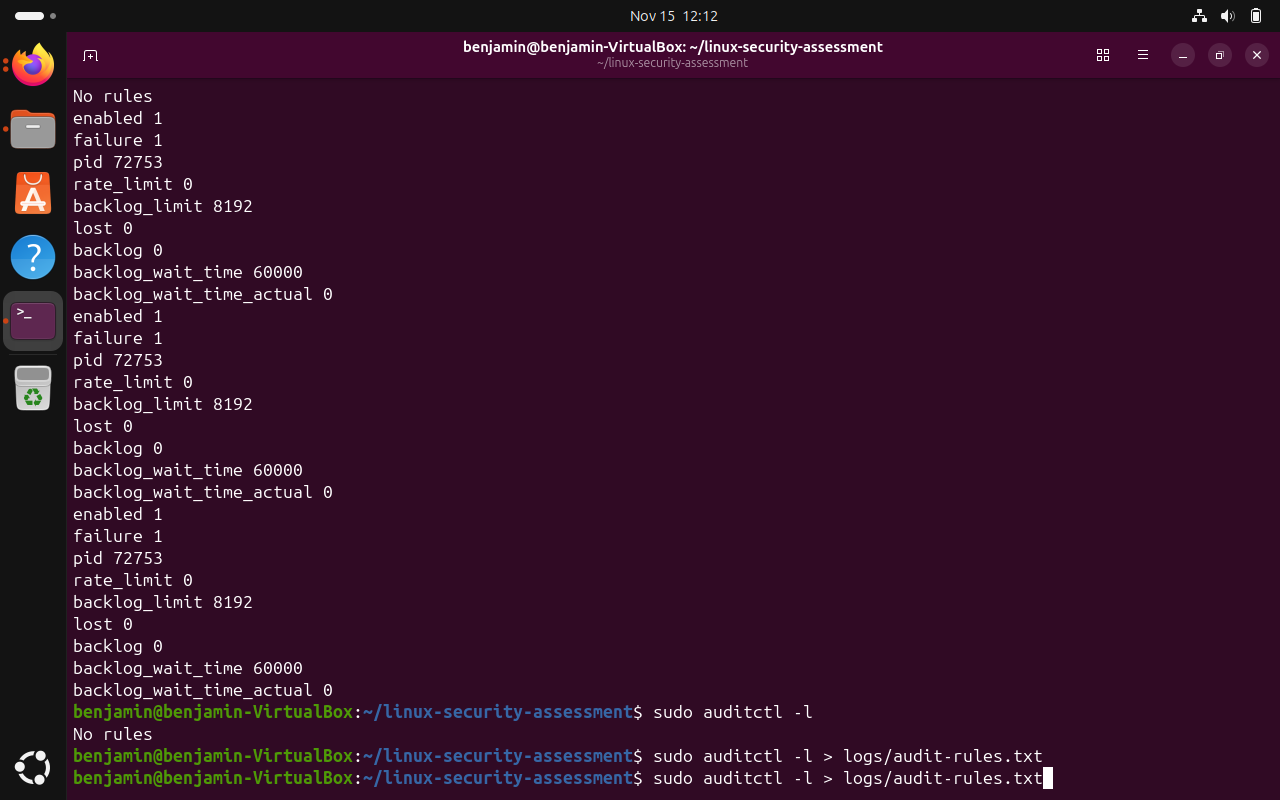 Nov 15 12:12
benjamin@benjamin-VirtualBox: ~/linux-security-assessment
~/linux-security-assessment
No rules
enabled 1
failure 1
pid 72753
rate_limit 0
backlog_limit 8192
lost 0
backlog 0
backlog_wait_time 60000
backlog_wait_time_actual 0
enabled 1
failure 1
pid 72753
rate_limit 0
backlog_limit 8192
lost 0
backlog 0
backlog_wait_time 60000
backlog_wait_time_actual 0
enabled 1
failure 1
pid 72753
rate_limit 0
backlog_limit 8192
lost 0
backlog 0
backlog_wait_time 60000
backlog_wait_time_actual 0
benjamin@benjamin-VirtualBox:~/linux-security-assessment$ sudo auditctl -l
No rules
benjamin@benjamin-VirtualBox:~/linux-security-assessment$ sudo auditctl -l > logs/audit-rules.txt
benjamin@benjamin-VirtualBox:~/linux-security-assessment$ sudo auditctl -l > logs/audit-rules.txt